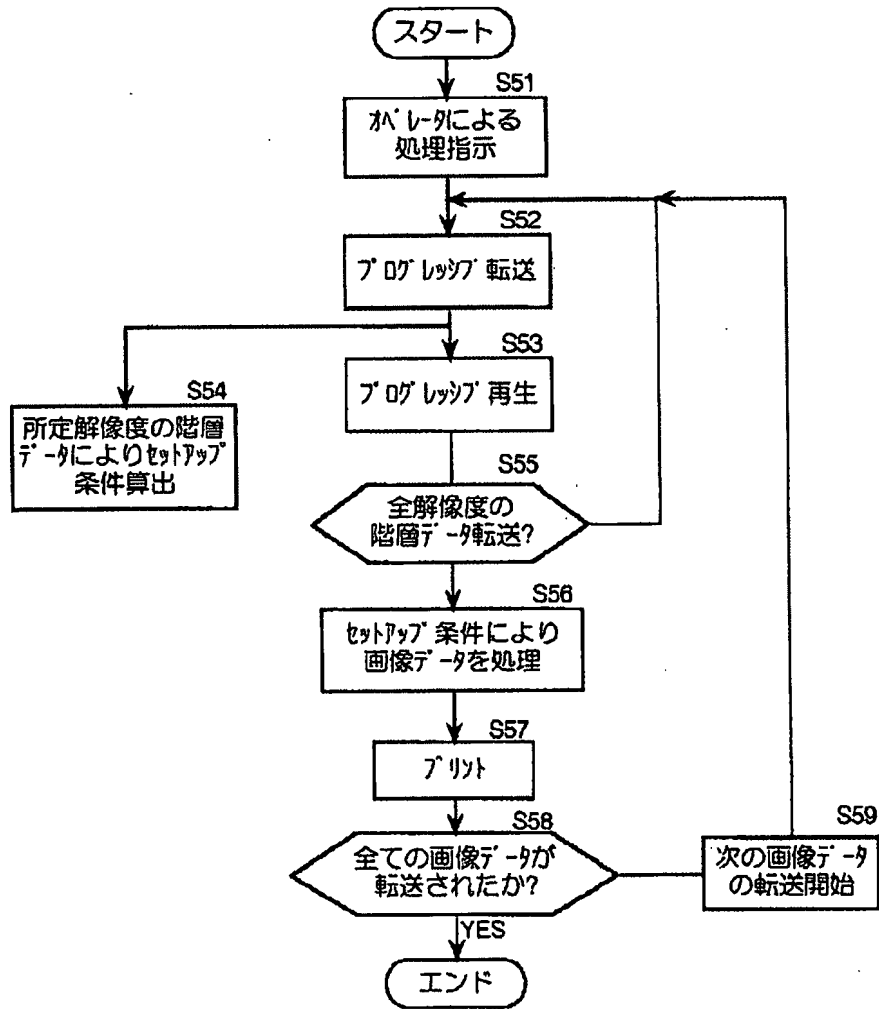 スタート
S51
オペレータによる
処理指示
S52
プログレッシブ転送
S53
プログレッシブ再生
S54
所定解像度の階層
データによりセットアップ
条件算出
S55
全解像度の
階層データ転送?
S56
セットアップ条件により
画像データを処理
S57
プリント
S58
全ての画像データが
転送されたか?
S59
次の画像データ
の転送開始
YES
エンド